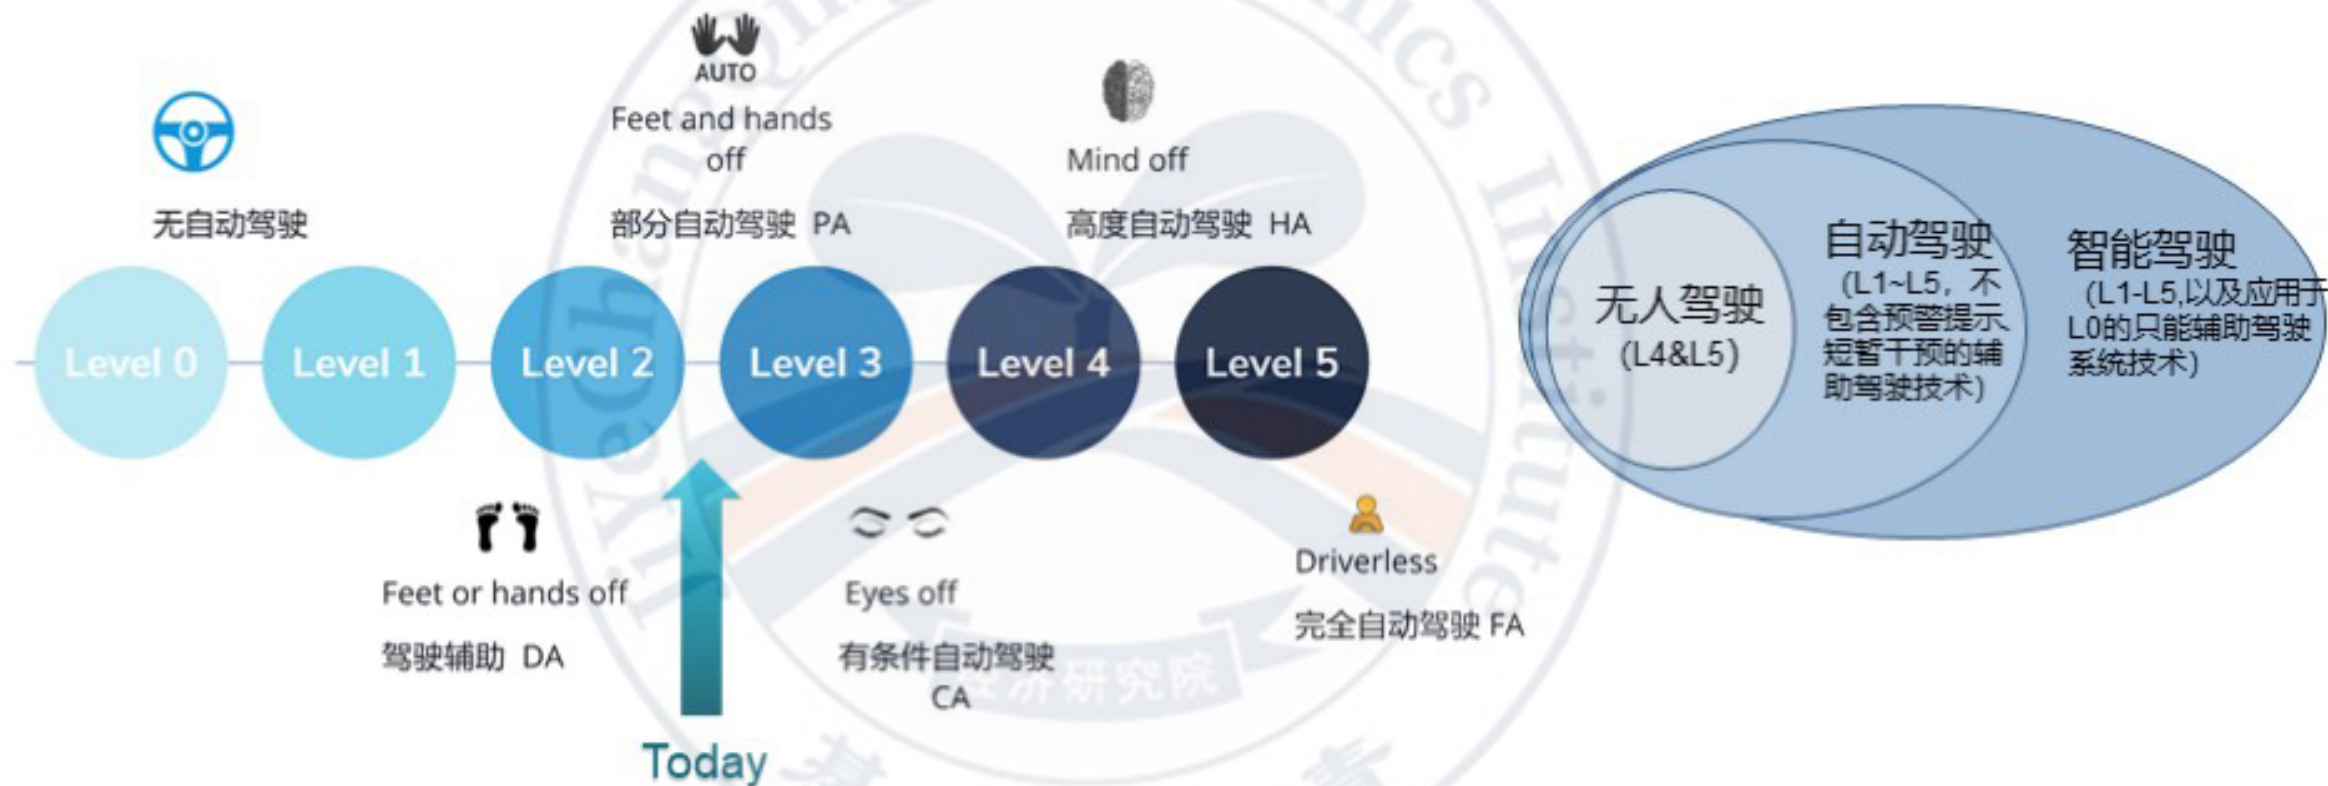 AUTO
Feet and hands
off
Mind off
无自动驾驶
部分自动驾驶 PA
高度自动驾驶 HA
Level 0
Level 1
Level 2
Level 3
Level 4
Level 5
Feet or hands off
驾驶辅助 DA
Eyes off
有条件自动驾驶
CA
Driverless
完全自动驾驶 FA
Today
无人驾驶
(L4&L5)
自动驾驶
(L1~L5, 不
包含预警提示、
短暂干预的辅
助驾驶技术)
智能驾驶
(L1-L5,以及应用于
L0的只能辅助驾驶
系统技术)
经济研究院
Institute